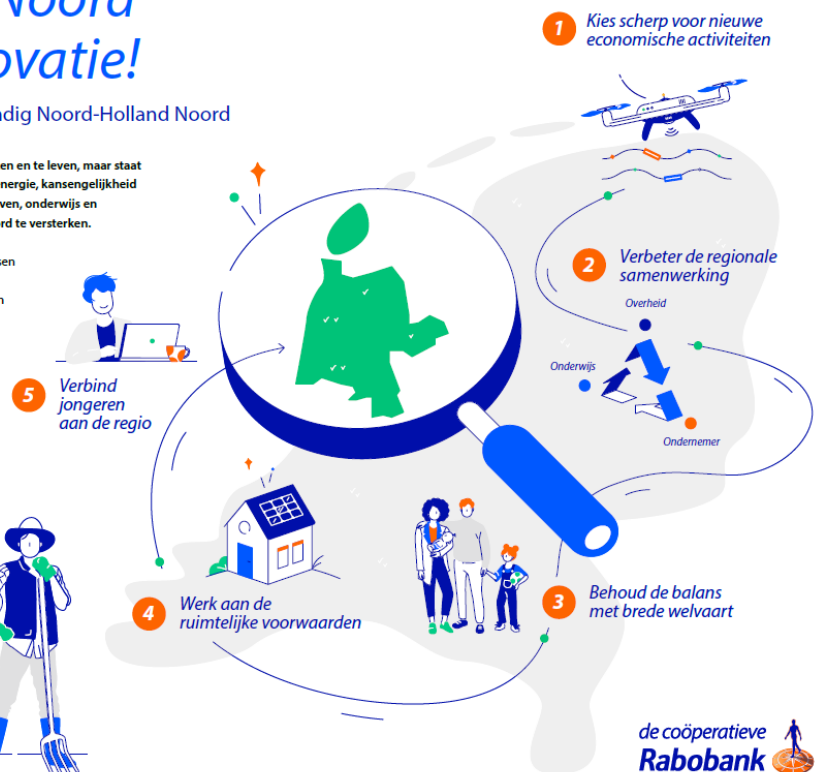 Noord
ovatie!
dig Noord-Holland Noord
en en te leven, maar staat
energie, kansengelijkheid
ven, onderwijs en
rd te versterken.
sen
n
1
Kies scherp voor nieuwe
economische activiteiten
2
Verbeter de regionale
samenwerking
Overheid
Onderwijs
Ondernemer
3
Behoud de balans
met brede welvaart
4
Werk aan de
ruimtelijke voorwaarden
5
Verbind
jongeren
aan de regio
de coöperatieve
Rabobank